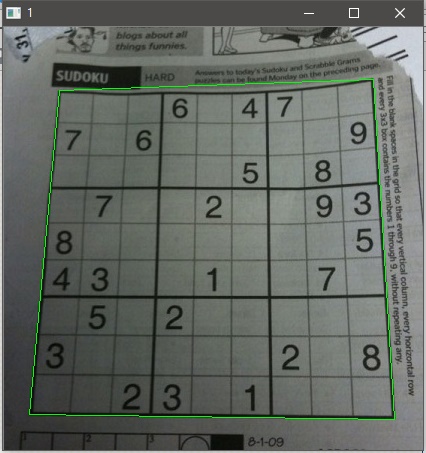 1
blogs about all
things funnies.
SUDOKU HARD Answers to today's Sudoku and Scrabble Grams
puzzles can be found Monday on the preceding page.
6 4 7
7 6 9
5 8
7 2 9 3
8 5
4 3 1 7
5 2
3 2 8
2 3 1
Fill in the blank spaces in the grid so that every vertical column, every horizontal row
and every 3x3 box contains the numbers 1 through 9, without repeating any.
1 2 3 8-1-09